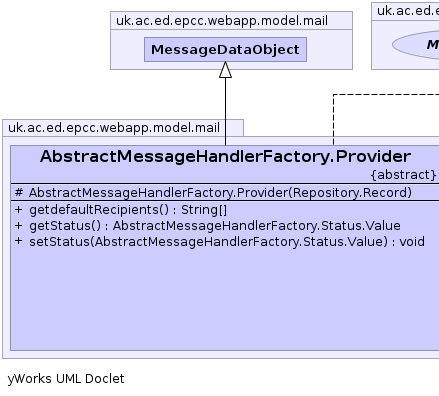 uk.ac.ed.epcc.webapp.model.mail
uk.ac.ed.
MessageDataObject
M
uk.ac.ed.epcc.webapp.model.mail
AbstractMessageHandlerFactory.Provider
{abstract}
# AbstractMessageHandlerFactory.Provider(Repository.Record)
+ getdefaultRecipients() : String[]
+ getStatus() : AbstractMessageHandlerFactory.Status.Value
+ setStatus(AbstractMessageHandlerFactory.Status.Value) : void
yWorks UML Doclet